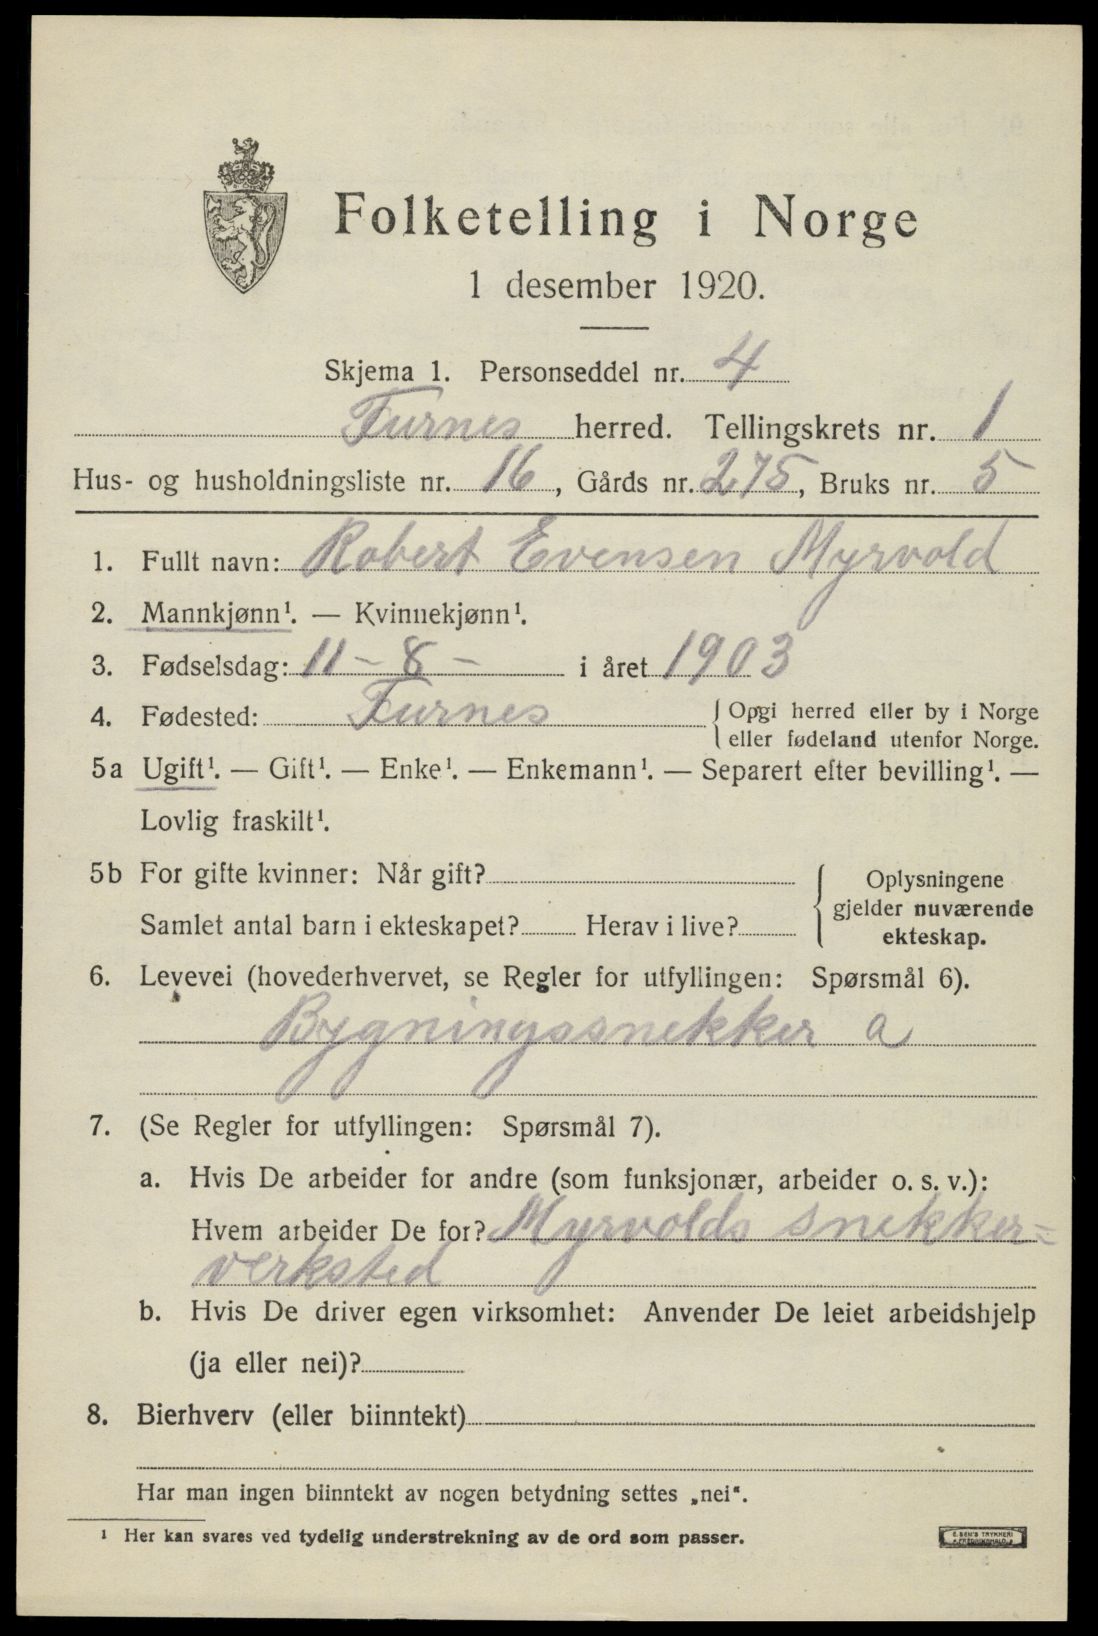 Folketelling i Norge
1 desember 1920.
Skjema 1. Personseddel nr. 4
Furnes herred. Tellingskrets nr. 1
Hus- og husholdningsliste nr. 16, Gårds nr. 275, Bruks nr. 5
1. Fullt navn: Robert Evensen Myrvold
2. Mannkjønn¹. — Kvinnekjønn¹.
3. Fødselsdag: 11 - 8 - i året 1903
4. Fødested: Furnes { Opgi herred eller by i Norge
eller fødeland utenfor Norge.
5a Ugift¹. — Gift¹. — Enke¹. — Enkemann¹. — Separert efter bevilling¹. —
Lovlig fraskilt¹.
5b For gifte kvinner: Når gift?
Samlet antal barn i ekteskapet? Herav i live?
{ Oplysningene
gjelder nuværende
ekteskap.
6. Levevei (hovederhvervet, se Regler for utfyllingen: Spørsmål 6).
Bygningssnekker a
7. (Se Regler for utfyllingen: Spørsmål 7).
a. Hvis De arbeider for andre (som funksjonær, arbeider o. s. v.):
Hvem arbeider De for? Myrvolds snekker-
verksted
b. Hvis De driver egen virksomhet: Anvender De leiet arbeidshjelp
(ja eller nei)?
8. Bierhverv (eller biinntekt)
Har man ingen biinntekt av nogen betydning settes „nei“.
¹ Her kan svares ved tydelig understrekning av de ord som passer.